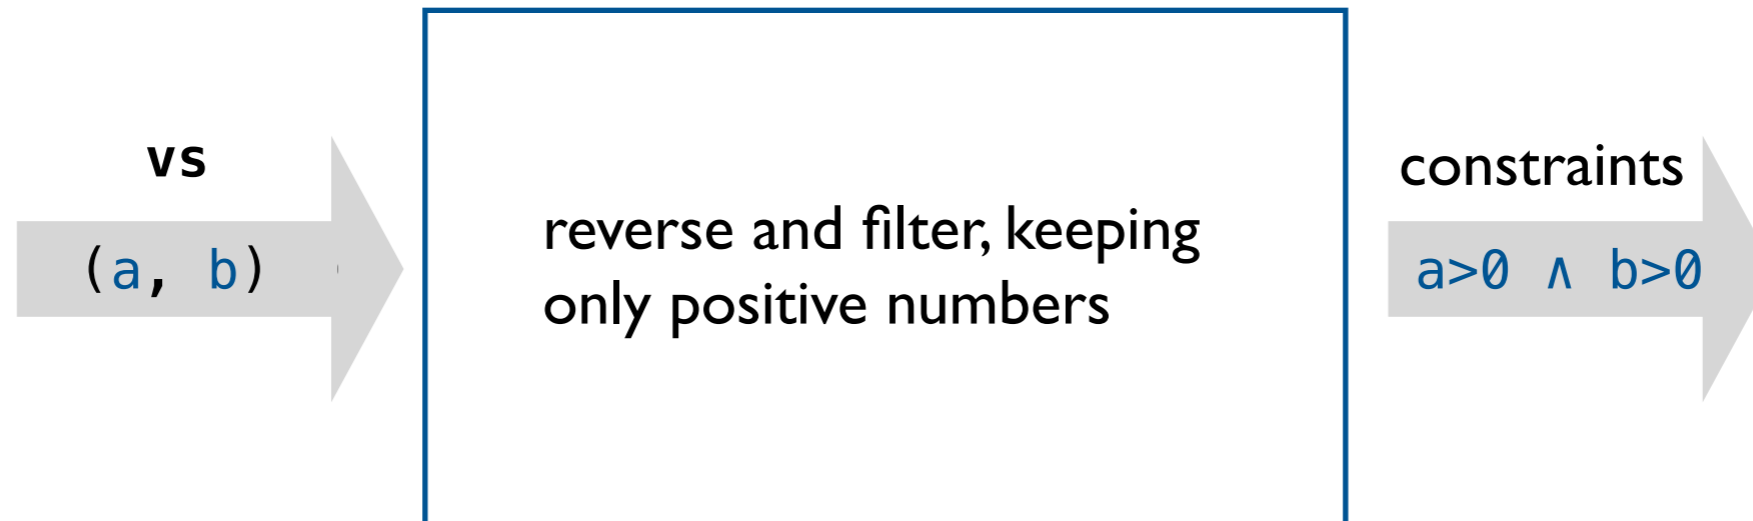 vs
(a, b)
reverse and filter, keeping
only positive numbers
constraints
a>0 ∧ b>0